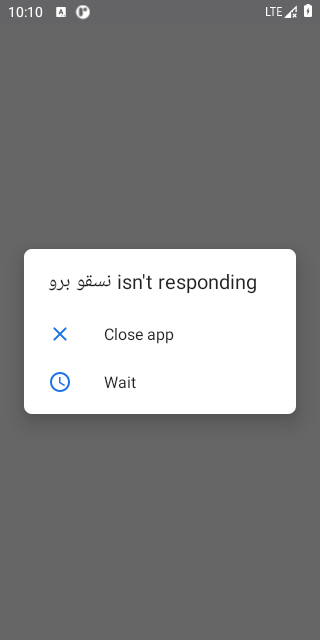 10:10
LTE
نسقو برو isn't responding
Close app
Wait